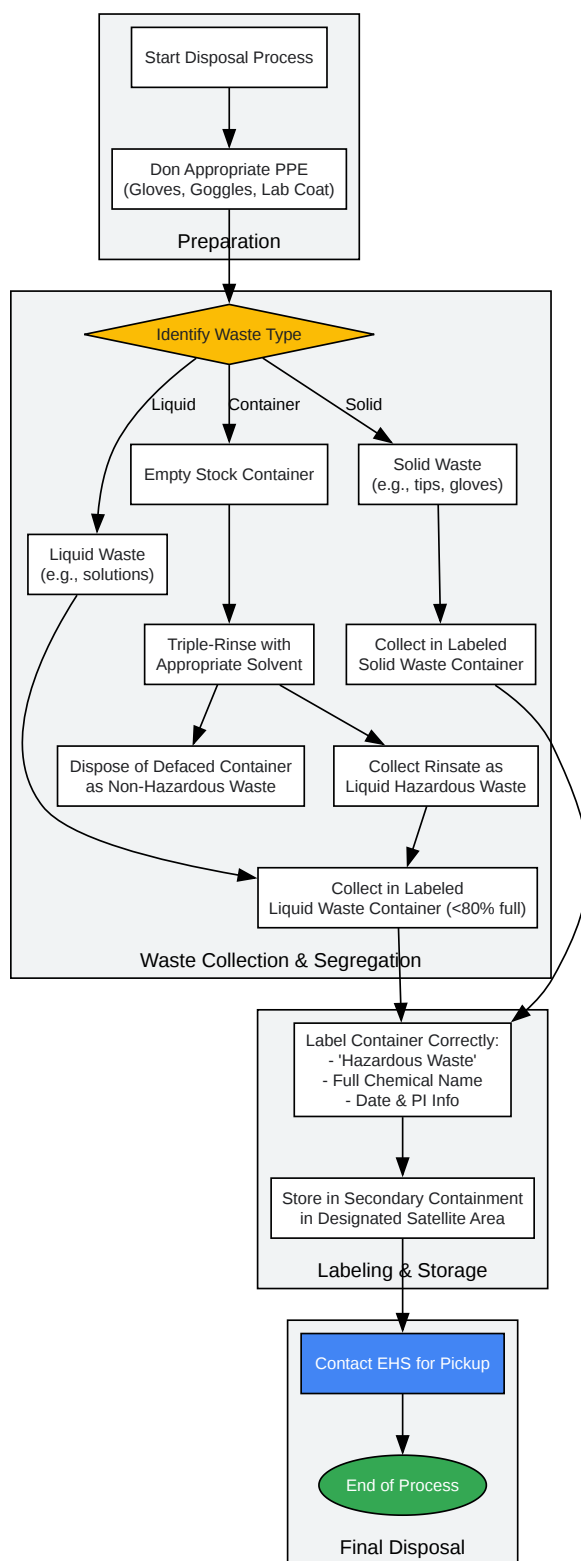 Start Disposal Process
Don Appropriate PPE
(Gloves, Goggles, Lab Coat)
Preparation
Identify Waste Type
Liquid
Container
Solid
Empty Stock Container
Solid Waste
(e.g., tips, gloves)
Liquid Waste
(e.g., solutions)
Triple-Rinse with
Appropriate Solvent
Collect in Labeled
Solid Waste Container
Dispose of Defaced Container
as Non-Hazardous Waste
Collect Rinsate as
Liquid Hazardous Waste
Collect in Labeled
Liquid Waste Container (<80% full)
Waste Collection & Segregation
Label Container Correctly:
- 'Hazardous Waste'
- Full Chemical Name
- Date & PI Info
Store in Secondary Containment
in Designated Satellite Area
Labeling & Storage
Contact EHS for Pickup
End of Process
Final Disposal